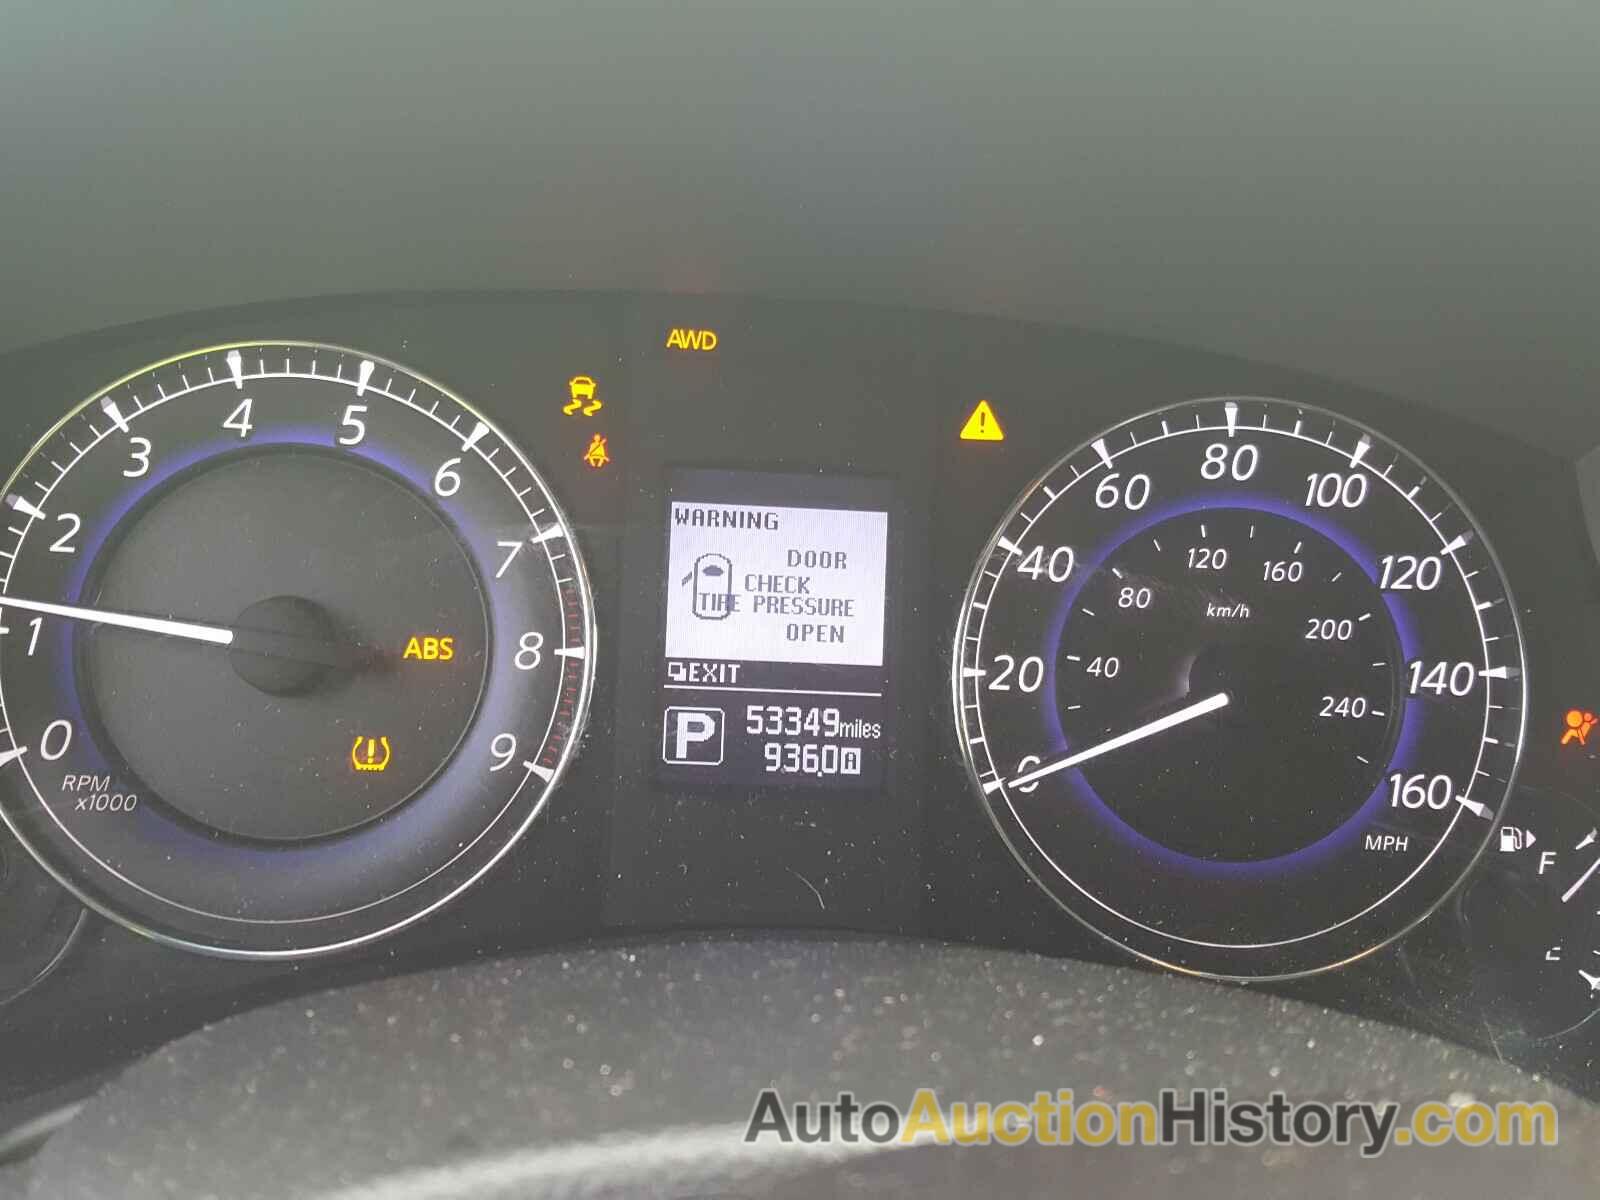 AWD
4
5
3
6
2
7
1
8
0
9
RPM
x1000
ABS
WARNING
DOOR
CHECK
TIRE PRESSURE
OPEN
EXIT
P
53349miles
936.0 A
80
60
100
40
120
20
140
0
160
MPH
120
160
80
km/h
200
40
240
F
AutoAuctionHistory.com